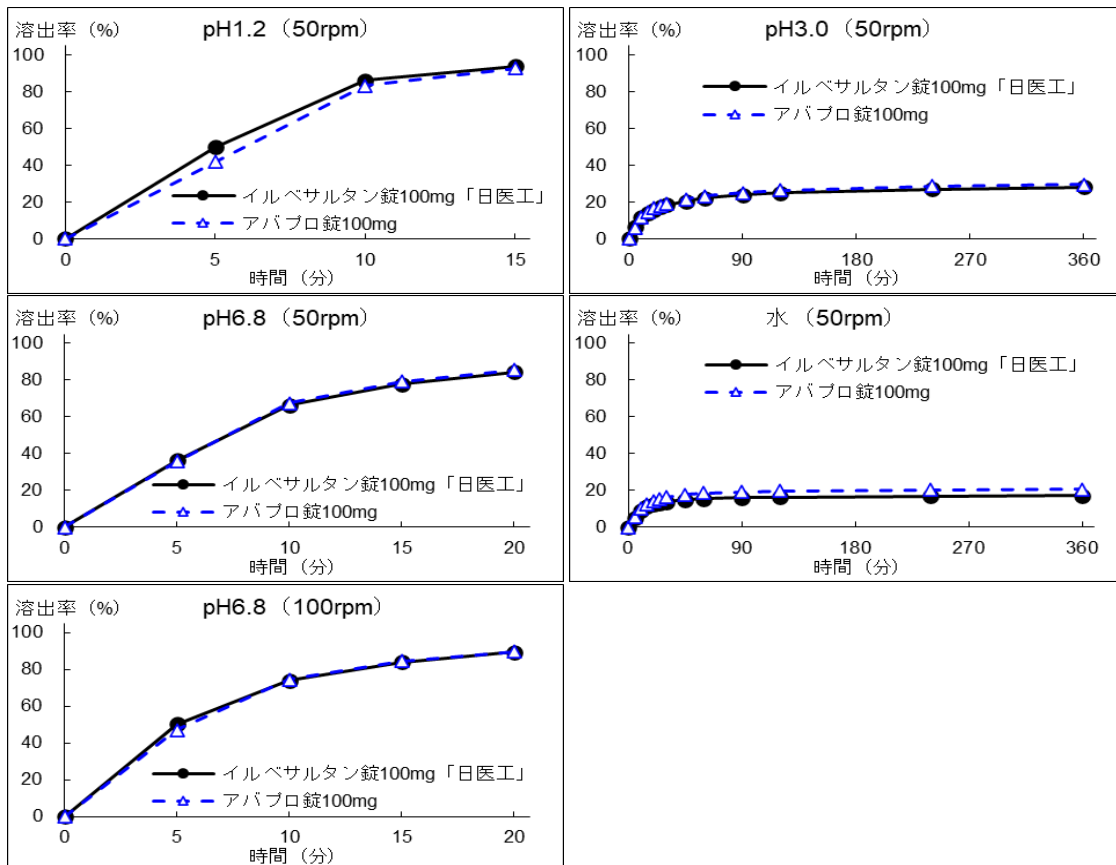 溶出率（%）
pH1.2（50rpm）
100
80
60
40
20
0
イルベサルタン錠100mg「日医工」
アバプロ錠100mg
0 5 10 15
時間（分）
溶出率（%）
pH3.0（50rpm）
100
80
60
40
20
0
イルベサルタン錠100mg「日医工」
アバプロ錠100mg
0 90 180 270 360
時間（分）
溶出率（%）
pH6.8（50rpm）
100
80
60
40
20
0
イルベサルタン錠100mg「日医工」
アバプロ錠100mg
0 5 10 15 20
時間（分）
溶出率（%）
水（50rpm）
100
80
60
40
20
0
イルベサルタン錠100mg「日医工」
アバプロ錠100mg
0 90 180 270 360
時間（分）
溶出率（%）
pH6.8（100rpm）
100
80
60
40
20
0
イルベサルタン錠100mg「日医工」
アバプロ錠100mg
0 5 10 15 20
時間（分）